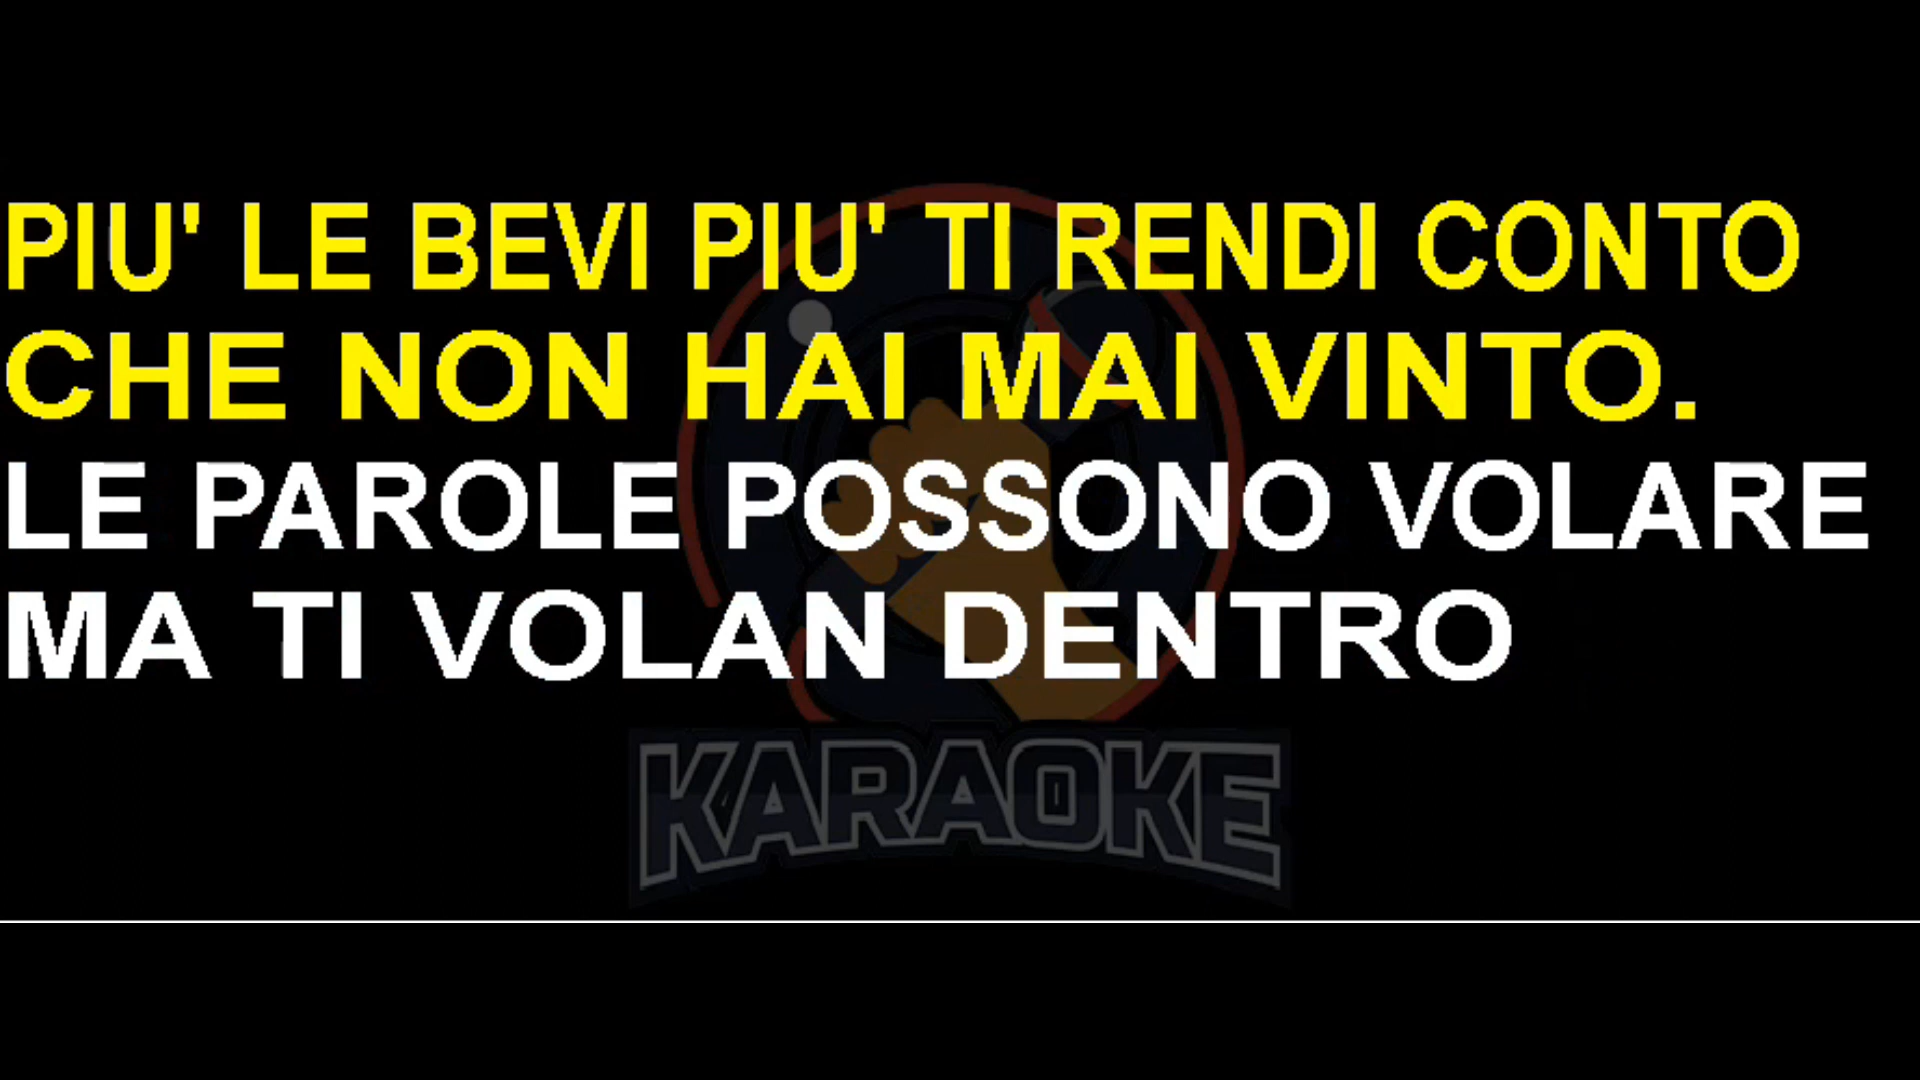 PIU' LE BEVI PIU' TI RENDI CONTO
CHE NON HAI MAI VINTO.
LE PAROLE POSSONO VOLARE
MA TI VOLAN DENTRO
KARAOKE